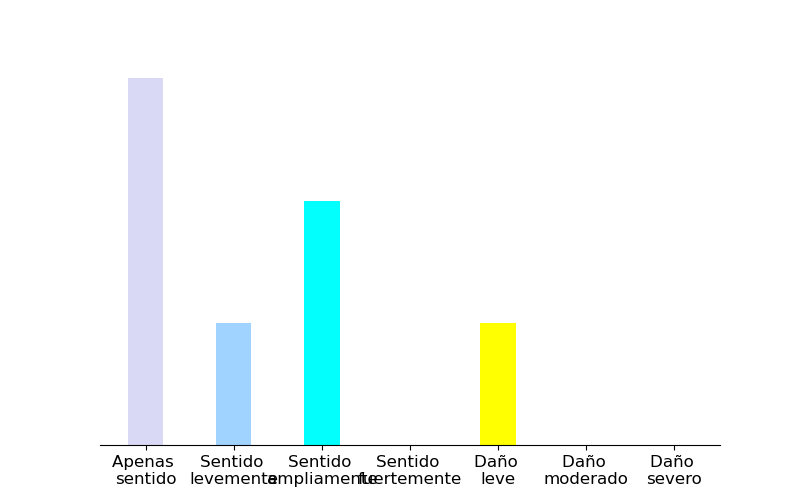 Apenas Sentido Sentido Sentido Daño Daño Daño
sentido levemente ampliamente fuertemente leve moderado severo